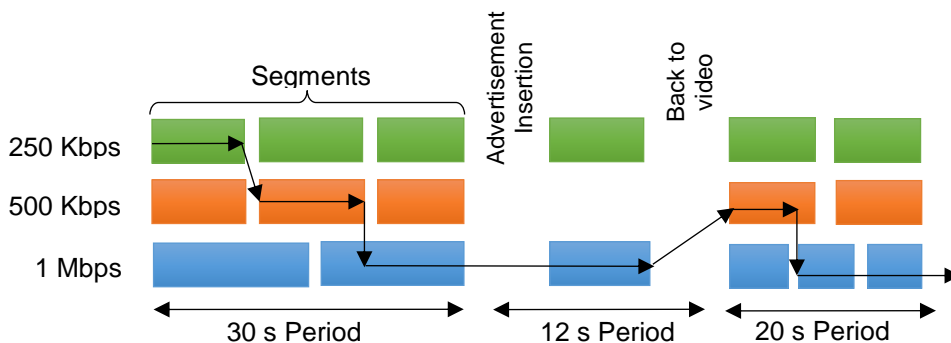 Segments
Advertisement
Insertion
Back to
video
250 Kbps
500 Kbps
1 Mbps
30 s Period
12 s Period
20 s Period